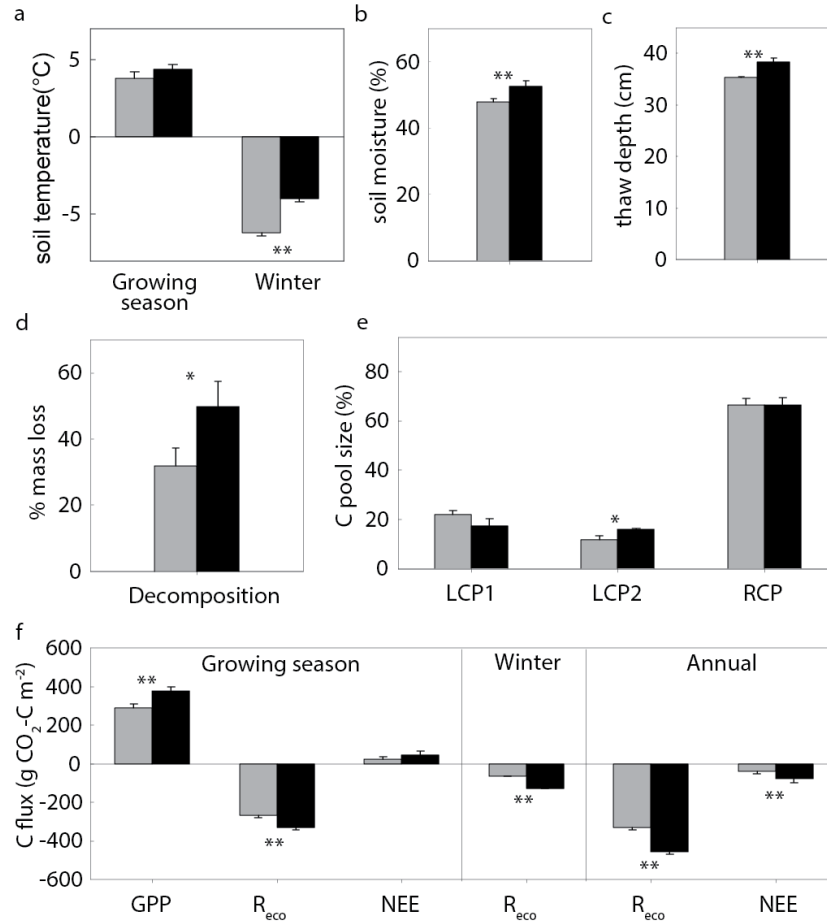 a
soil temperature(°C)
5
0
-5
**
Growing
season
Winter
b
soil moisture (%)
60
40
20
0
**
c
thaw depth (cm)
40
30
20
10
0
**
d
% mass loss
60
40
20
0
*
Decomposition
e
C pool size (%)
80
60
40
20
0
*
LCP1 LCP2 RCP
f
C flux (g CO2-C m-2)
600
400
200
0
-200
-400
-600
Growing season Winter Annual
**
**
**
**
**
GPP Reco NEE Reco Reco NEE